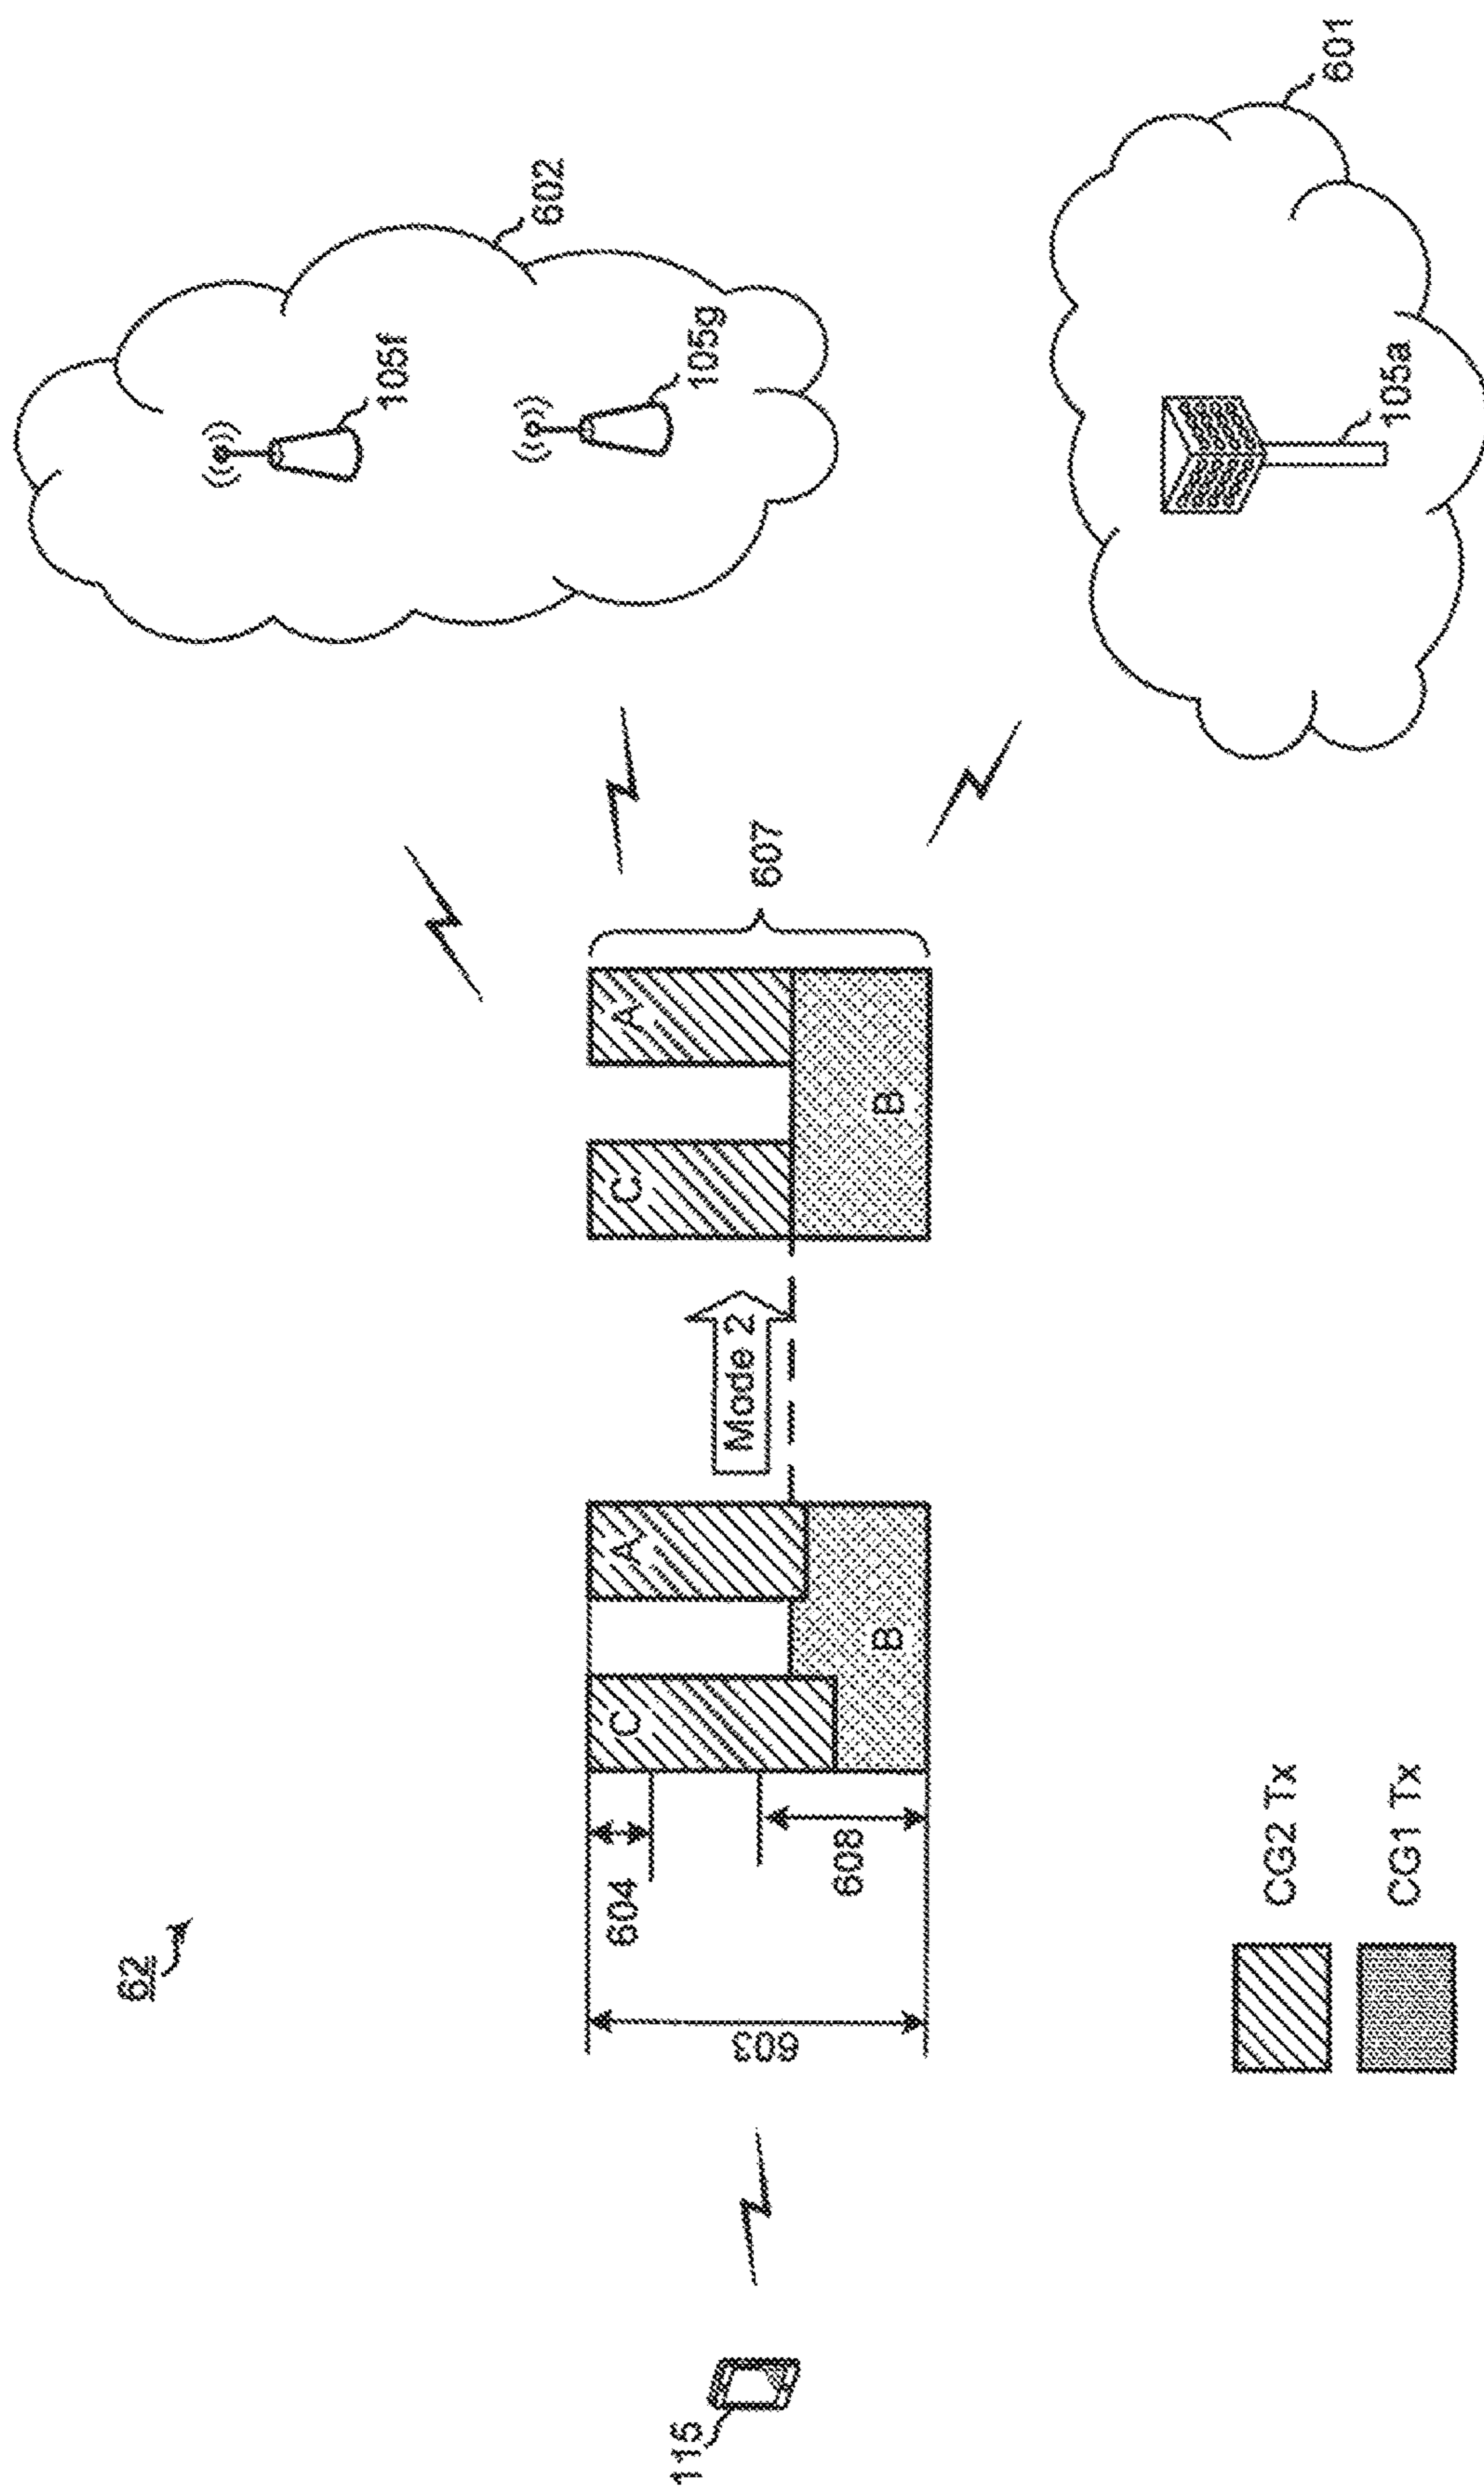 62
602
105f
105g
601
105a
607
C
A
B
Mode 2
C
A
B
604
608
603
115
CG2 Tx
CG1 Tx